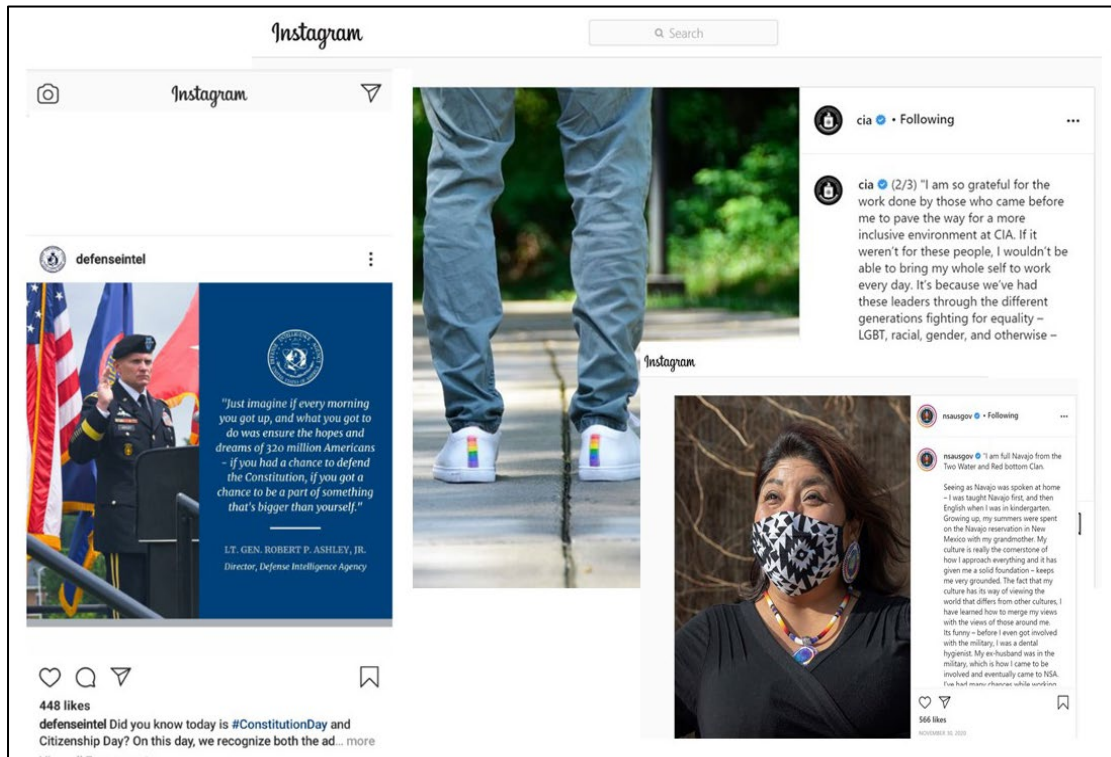 Instagram
Search
Instagram
defenseintel
DEFENSE INTELLIGENCE AGENCY
UNITED STATES OF AMERICA
"Just imagine if every morning
you got up, and what you got to
do was ensure the hopes and
dreams of 320 million Americans
– if you had a chance to defend
the Constitution, if you got a
chance to be a part of something
that's bigger than yourself."
LT. GEN. ROBERT P. ASHLEY, JR.
Director, Defense Intelligence Agency
448 likes
defenseintel Did you know today is #ConstitutionDay and
Citizenship Day? On this day, we recognize both the ad... more
cia • Following
cia (2/3) "I am so grateful for the
work done by those who came before
me to pave the way for a more
inclusive environment at CIA. If it
weren't for these people, I wouldn't be
able to bring my whole self to work
every day. It's because we've had
these leaders through the different
generations fighting for equality –
LGBT, racial, gender, and otherwise –
Instagram
nsausgov • Following
nsausgov "I am full Navajo from the
Two Water and Red bottom Clan.
Seeing as Navajo was spoken at home
– I was taught Navajo first, and then
English when I was in kindergarten.
Growing up, my summers were spent
on the Navajo reservation in New
Mexico with my grandmother. My
culture is really the cornerstone of
how I approach everything and it has
given me a solid foundation – keeps
me very grounded. The fact that my
culture has its way of viewing the
world that differs from other cultures, I
have learned how to merge my views
with the views of those around me.
Its funny – before I even got involved
with the military, I was a dental
hygienist. My ex-husband was in the
military, which is how I came to be
involved and eventually came to NSA.
I've had many chances while working
566 likes
NOVEMBER 30, 2020